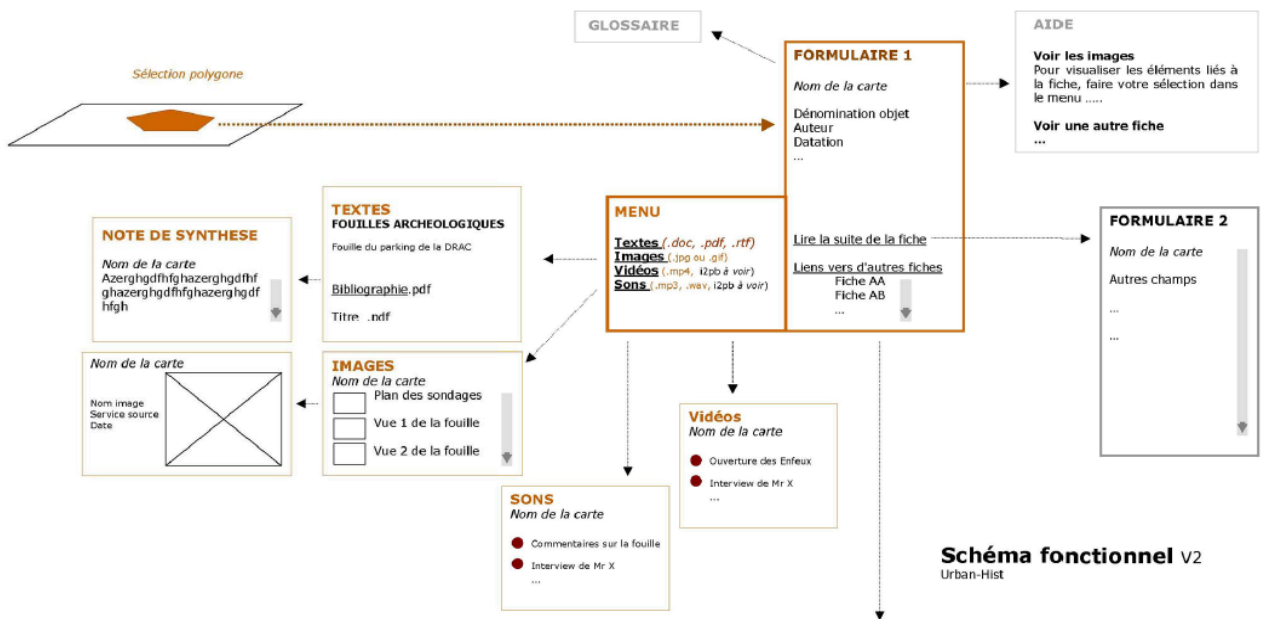 GLOSSAIRE
AIDE
Voir les images
Pour visualiser les éléments liés à
la fiche, faire votre sélection dans
le menu .....
Voir une autre fiche
...
Sélection polygone
FORMULAIRE 1
Nom de la carte
Dénomination objet
Auteur
Datation
...
Lire la suite de la fiche
Liens vers d'autres fiches
Fiche AA
Fiche AB
...
MENU
Textes (.doc, .pdf, .rtf)
Images (.jpg ou .gif)
Vidéos (.mp4, i2pb à voir)
Sons (.mp3, .wav, i2pb à voir)
FORMULAIRE 2
Nom de la carte
Autres champs
...
...
TEXTES
FOUILLES ARCHEOLOGIQUES
Fouille du parking de la DRAC
Bibliographie.pdf
Titre .pdf
NOTE DE SYNTHESE
Nom de la carte
Azerghgdfhfghazerghgdfhf
ghazerghgdfhfghazerghgdf
hfgh
Nom de la carte
Nom image
Service source
Date
IMAGES
Nom de la carte
Plan des sondages
Vue 1 de la fouille
Vue 2 de la fouille
Vidéos
Nom de la carte
Ouverture des Enfeux
Interview de Mr X
...
SONS
Nom de la carte
Commentaires sur la fouille
Interview de Mr X
...
Schéma fonctionnel V2
Urban-Hist